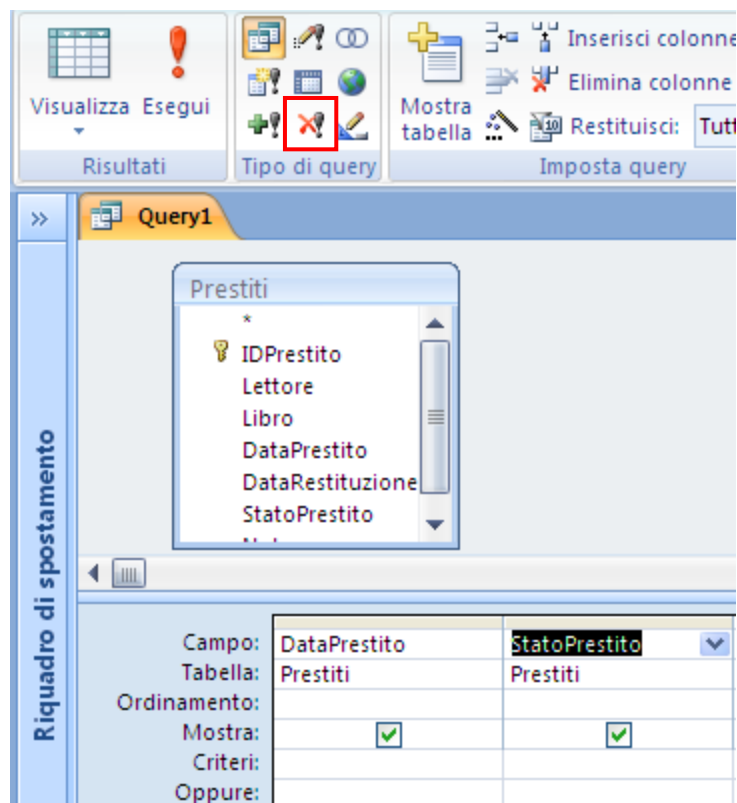 Inserisci colonne
Elimina colonne
Visualizza Esegui
Mostra
tabella
Restituisci: Tutt
Risultati
Tipo di query
Imposta query
Query1
Riquadro di spostamento
Prestiti
*
IDPrestito
Lettore
Libro
DataPrestito
DataRestituzione
StatoPrestito
Campo: DataPrestito StatoPrestito
Tabella: Prestiti Prestiti
Ordinamento:
Mostra:
Criteri:
Oppure: